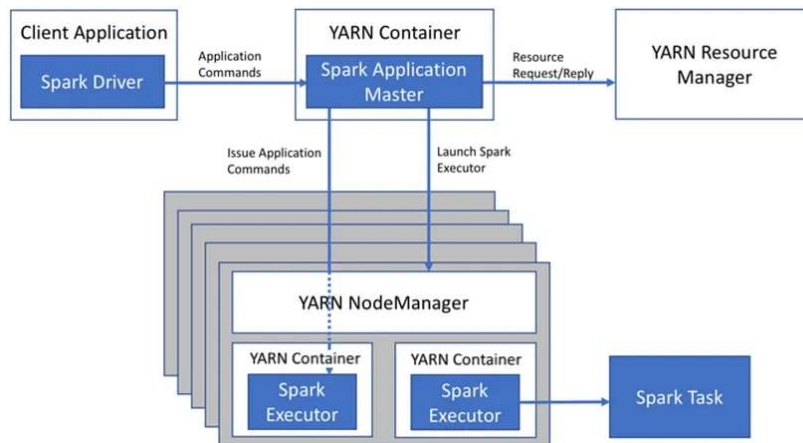 Client Application
Spark Driver
Application
Commands
YARN Container
Spark Application
Master
Resource
Request/Reply
YARN Resource
Manager
Issue Application
Commands
Launch Spark
Executor
YARN NodeManager
YARN Container
Spark
Executor
YARN Container
Spark
Executor
Spark Task